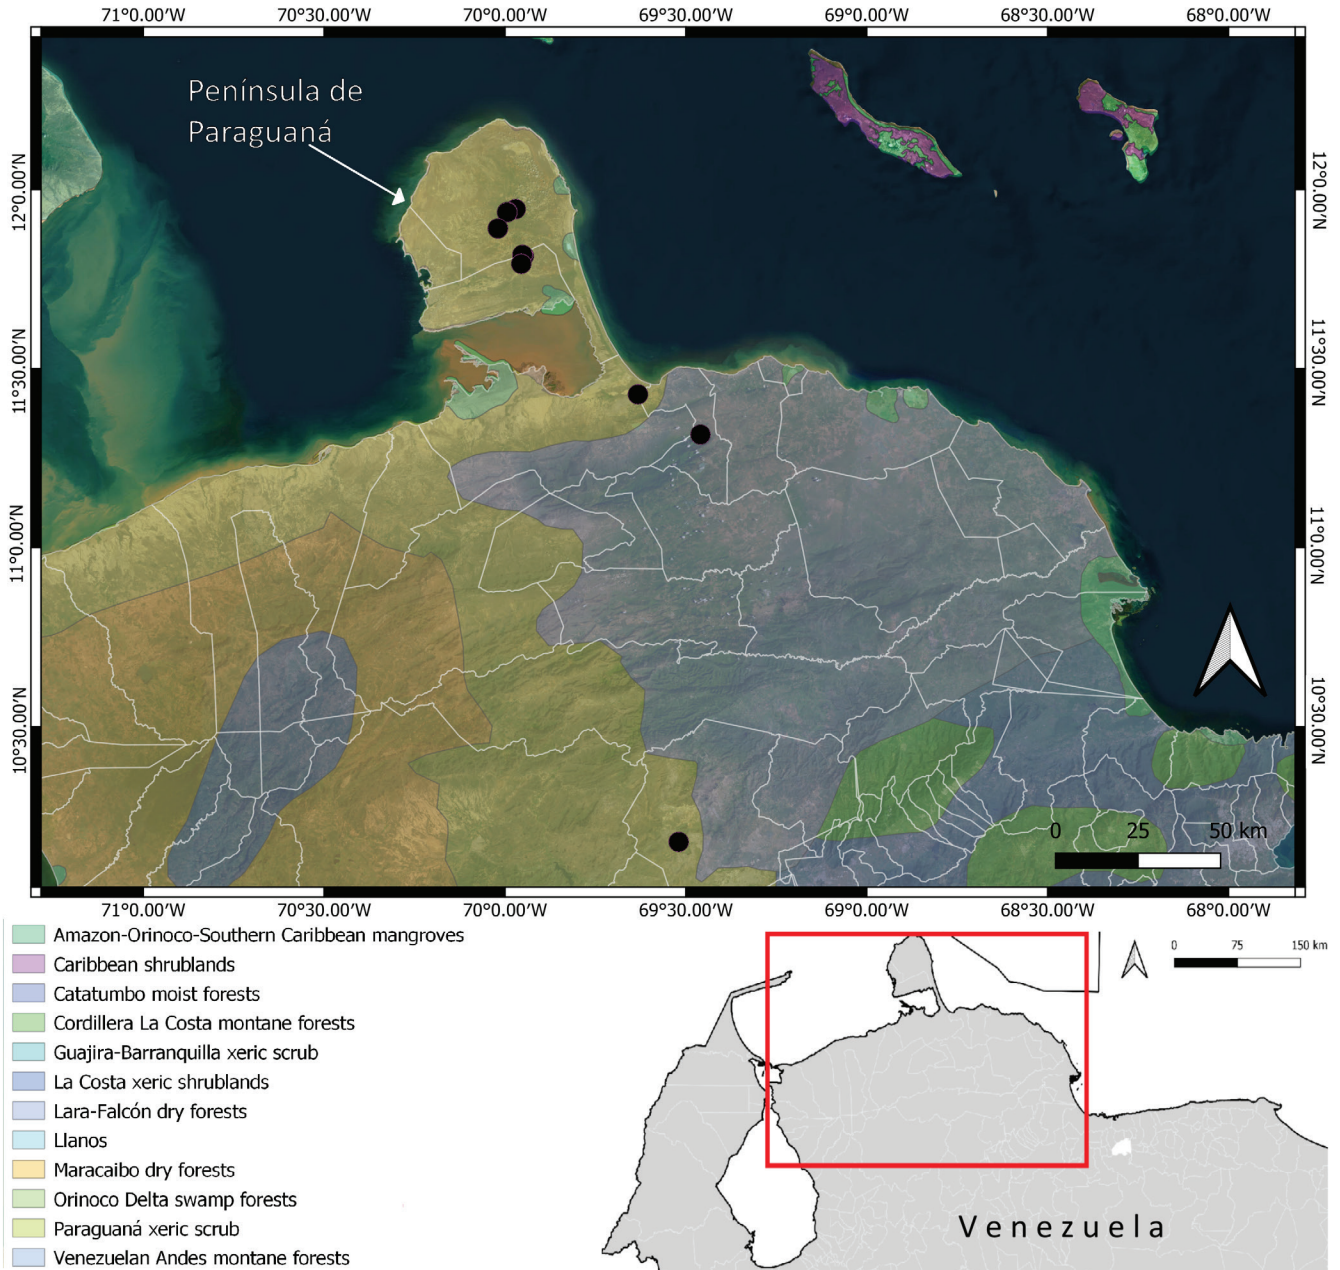 71°0.00'W 70°30.00'W 70°0.00'W 69°30.00'W 69°0.00'W 68°30.00'W 68°0.00'W
Península de
Paraguaná
12°0.00'N
12°0.00'N
11°30.00'N
11°30.00'N
11°0.00'N
11°0.00'N
10°30.00'N
10°30.00'N
0 25 50 km
71°0.00'W 70°30.00'W 70°0.00'W 69°30.00'W 69°0.00'W 68°30.00'W 68°0.00'W
Amazon-Orinoco-Southern Caribbean mangroves
Caribbean shrublands
Catatumbo moist forests
Cordillera La Costa montane forests
Guajira-Barranquilla xeric scrub
La Costa xeric shrublands
Lara-Falcón dry forests
Llanos
Maracaibo dry forests
Orinoco Delta swamp forests
Paraguaná xeric scrub
Venezuelan Andes montane forests
0 75 150 km
Venezuela